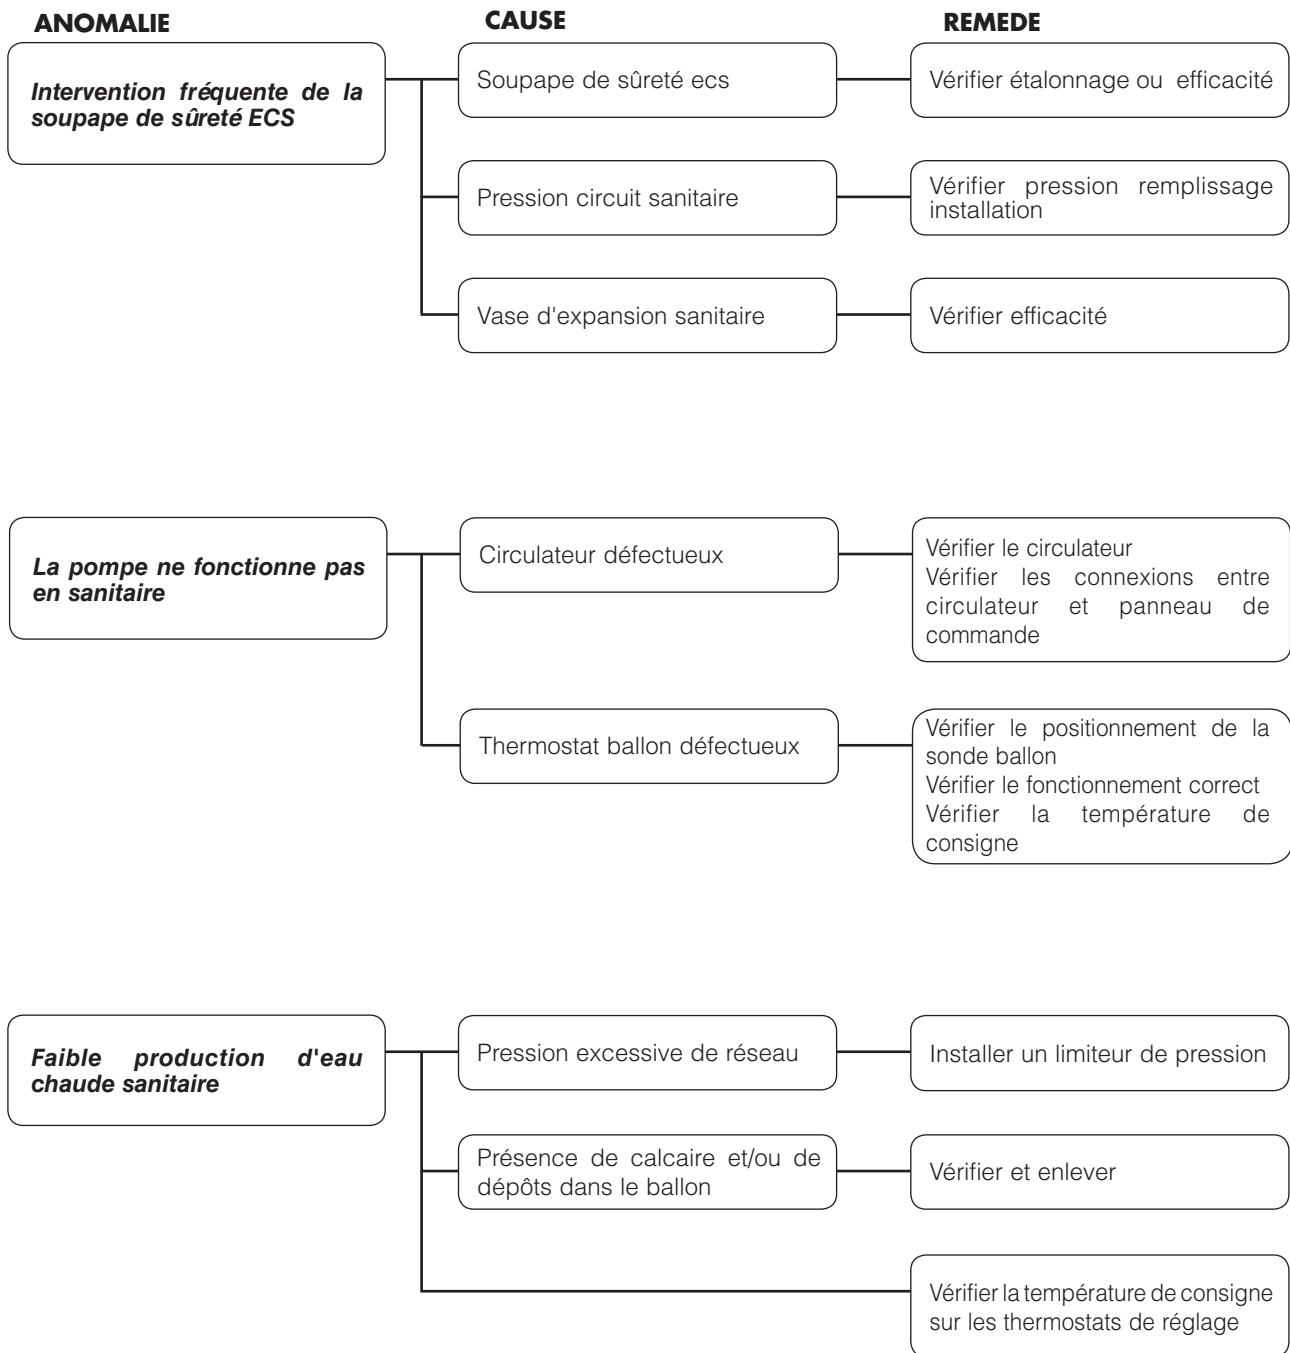 ANOMALIE
CAUSE
REMEDE
Intervention fréquente de la
soupape de sûreté ECS
Soupape de sûreté ecs
Vérifier étalonnage ou efficacité
Pression circuit sanitaire
Vérifier pression remplissage
installation
Vase d'expansion sanitaire
Vérifier efficacité
La pompe ne fonctionne pas
en sanitaire
Circulateur défectueux
Vérifier le circulateur
Vérifier les connexions entre
circulateur et panneau de
commande
Thermostat ballon défectueux
Vérifier le positionnement de la
sonde ballon
Vérifier le fonctionnement correct
Vérifier la température de
consigne
Faible production d'eau
chaude sanitaire
Pression excessive de réseau
Installer un limiteur de pression
Présence de calcaire et/ou de
dépôts dans le ballon
Vérifier et enlever
Vérifier la température de consigne
sur les thermostats de réglage